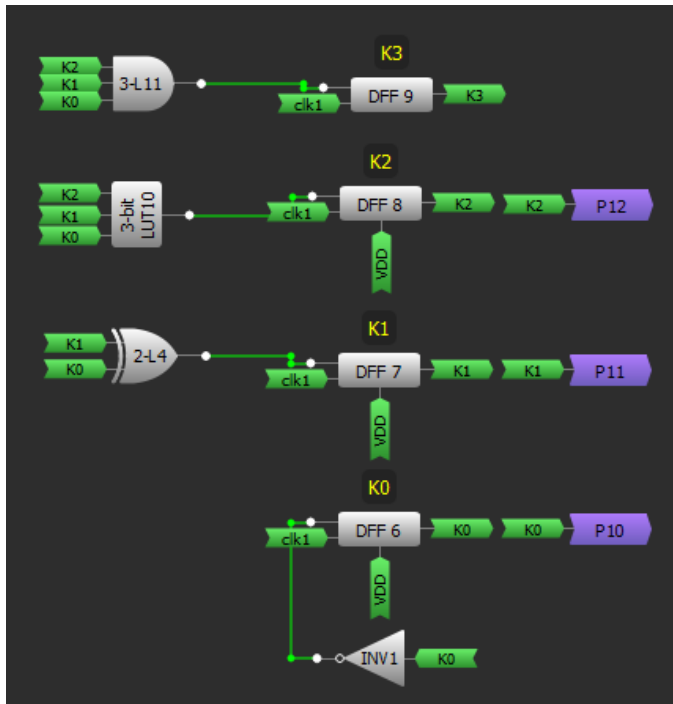 K3
K2
K1
K0
3-L11
clk1
DFF 9
K3
K2
K2
K1
K0
3-bit
LUT10
clk1
DFF 8
K2
K2
P12
VDD
K1
K1
K0
2-L4
clk1
DFF 7
K1
K1
P11
VDD
K0
clk1
DFF 6
K0
K0
P10
VDD
INV1
K0